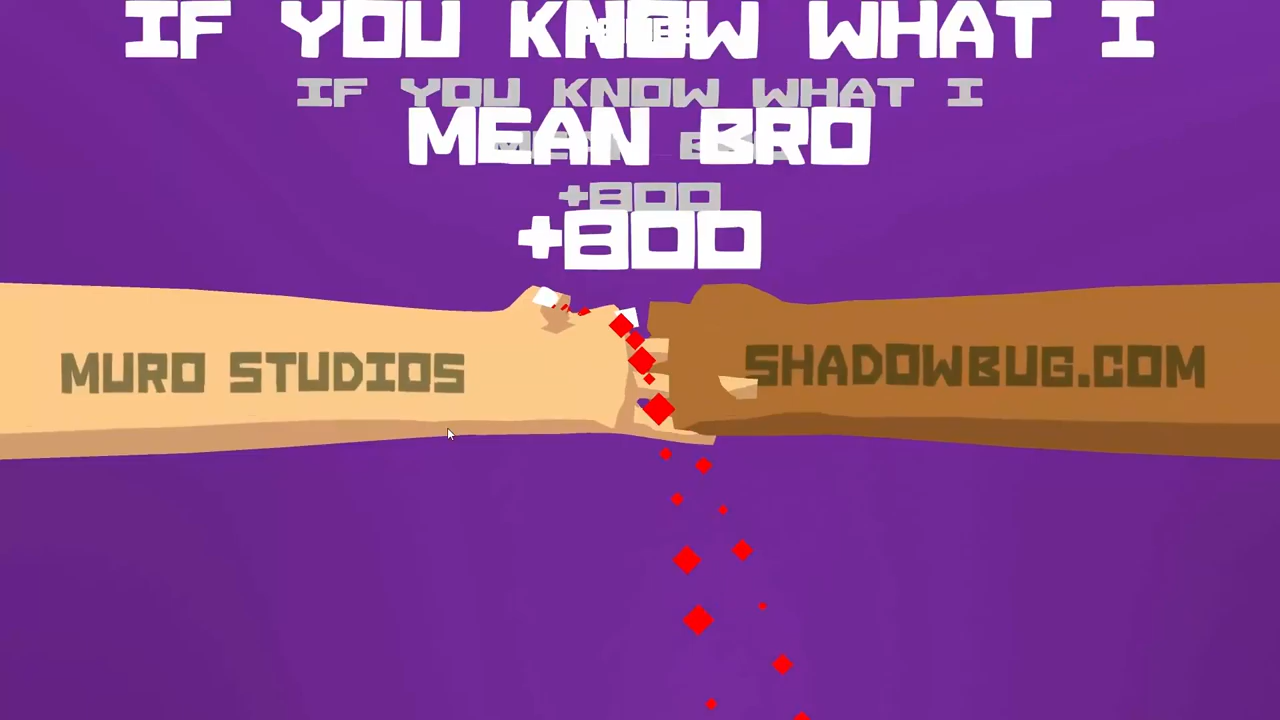 IF YOU KNOW WHAT I
IF YOU KNOW WHAT I
MEAN BRO
+800
+800
MURO STUDIOS
SHADOWBUG.COM